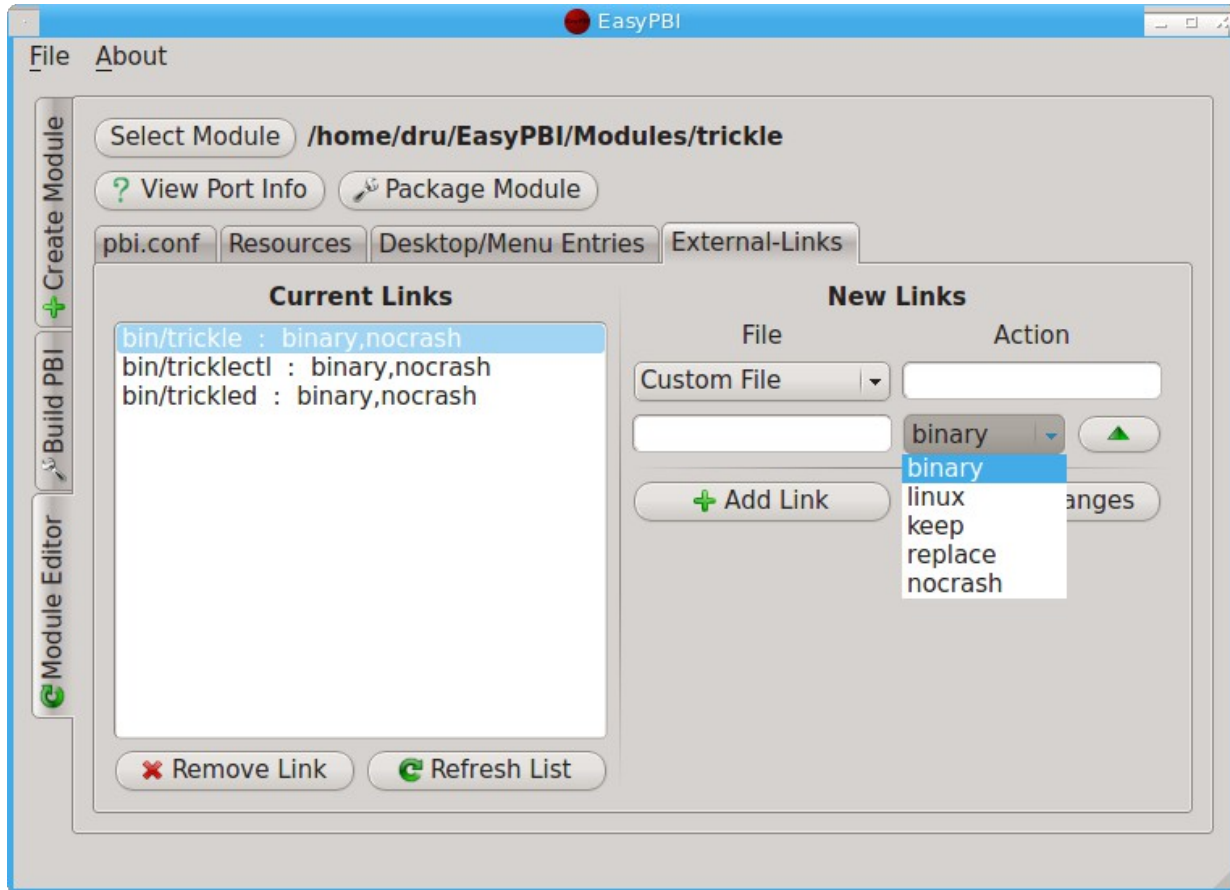 EasyPBI
File About
Create Module
Build PBI
Module Editor
Select Module /home/dru/EasyPBI/Modules/trickle
? View Port Info Package Module
pbi.conf Resources Desktop/Menu Entries External-Links
Current Links
bin/trickle : binary,nocrash
bin/tricklectl : binary,nocrash
bin/trickled : binary,nocrash
Remove Link Refresh List
New Links
File Action
Custom File
binary
binary
linux
keep
replace
nocrash
Add Link anges